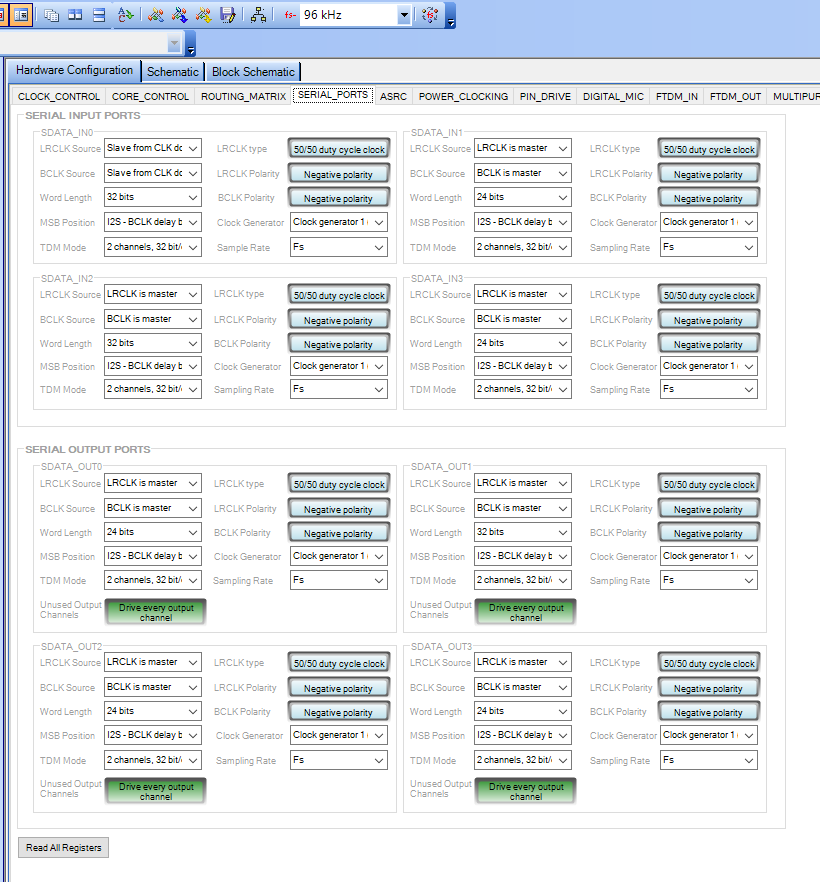 fs- 96 kHz
Hardware Configuration Schematic Block Schematic
CLOCK_CONTROL CORE_CONTROL ROUTING_MATRIX SERIAL_PORTS ASRC POWER_CLOCKING PIN_DRIVE DIGITAL_MIC FTDM_IN FTDM_OUT MULTIPUR
SERIAL INPUT PORTS
SDATA_IN0
LRCLK Source Slave from CLK dc LRCLK type 50/50 duty cycle clock
BCLK Source Slave from CLK dc LRCLK Polarity Negative polarity
Word Length 32 bits BCLK Polarity Negative polarity
MSB Position I2S - BCLK delay b Clock Generator Clock generator 1
TDM Mode 2 channels, 32 bit/ Sample Rate Fs
SDATA_IN1
LRCLK Source LRCLK is master LRCLK type 50/50 duty cycle clock
BCLK Source BCLK is master LRCLK Polarity Negative polarity
Word Length 24 bits BCLK Polarity Negative polarity
MSB Position I2S - BCLK delay b Clock Generator Clock generator 1
TDM Mode 2 channels, 32 bit/ Sampling Rate Fs
SDATA_IN2
LRCLK Source LRCLK is master LRCLK type 50/50 duty cycle clock
BCLK Source BCLK is master LRCLK Polarity Negative polarity
Word Length 32 bits BCLK Polarity Negative polarity
MSB Position I2S - BCLK delay b Clock Generator Clock generator 1
TDM Mode 2 channels, 32 bit/ Sampling Rate Fs
SDATA_IN3
LRCLK Source LRCLK is master LRCLK type 50/50 duty cycle clock
BCLK Source BCLK is master LRCLK Polarity Negative polarity
Word Length 24 bits BCLK Polarity Negative polarity
MSB Position I2S - BCLK delay b Clock Generator Clock generator 1
TDM Mode 2 channels, 32 bit/ Sampling Rate Fs
SERIAL OUTPUT PORTS
SDATA_OUT0
LRCLK Source LRCLK is master LRCLK type 50/50 duty cycle clock
BCLK Source BCLK is master LRCLK Polarity Negative polarity
Word Length 24 bits BCLK Polarity Negative polarity
MSB Position I2S - BCLK delay b Clock Generator Clock generator 1
TDM Mode 2 channels, 32 bit/ Sampling Rate Fs
Unused Output Drive every output
Channels channel
SDATA_OUT1
LRCLK Source LRCLK is master LRCLK type 50/50 duty cycle clock
BCLK Source BCLK is master LRCLK Polarity Negative polarity
Word Length 32 bits BCLK Polarity Negative polarity
MSB Position I2S - BCLK delay b Clock Generator Clock generator 1
TDM Mode 2 channels, 32 bit/ Sampling Rate Fs
Unused Output Drive every output
Channels channel
SDATA_OUT2
LRCLK Source LRCLK is master LRCLK type 50/50 duty cycle clock
BCLK Source BCLK is master LRCLK Polarity Negative polarity
Word Length 24 bits BCLK Polarity Negative polarity
MSB Position I2S - BCLK delay b Clock Generator Clock generator 1
TDM Mode 2 channels, 32 bit/ Sampling Rate Fs
Unused Output Drive every output
Channels channel
SDATA_OUT3
LRCLK Source LRCLK is master LRCLK type 50/50 duty cycle clock
BCLK Source BCLK is master LRCLK Polarity Negative polarity
Word Length 24 bits BCLK Polarity Negative polarity
MSB Position I2S - BCLK delay b Clock Generator Clock generator 1
TDM Mode 2 channels, 32 bit/ Sampling Rate Fs
Unused Output Drive every output
Channels channel
Read All Registers